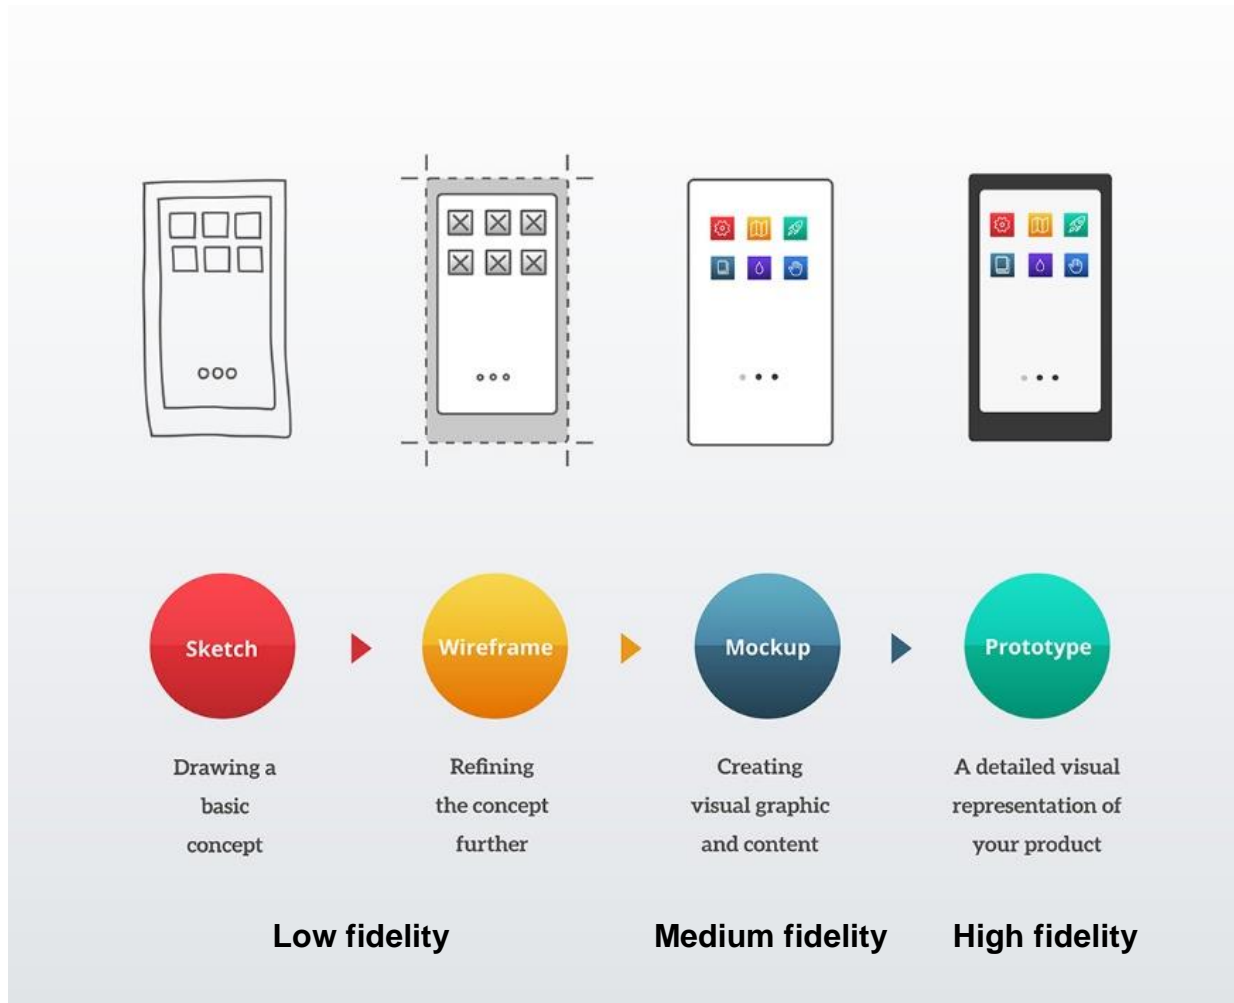 Sketch
Wireframe
Mockup
Prototype
Drawing a
basic
concept
Refining
the concept
further
Creating
visual graphic
and content
A detailed visual
representation of
your product
Low fidelity
Medium fidelity
High fidelity